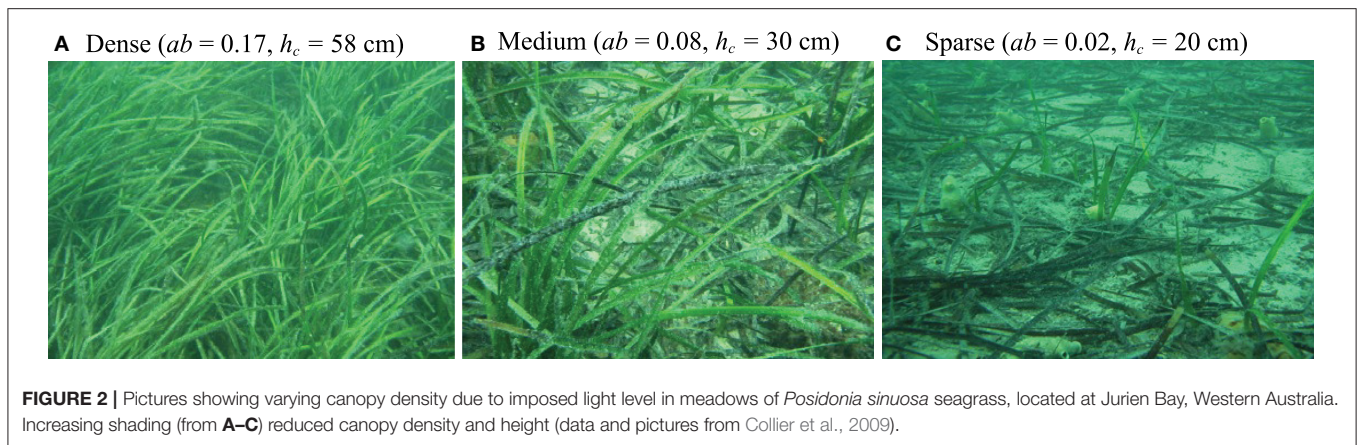 A Dense (ab = 0.17, hc = 58 cm)
B Medium (ab = 0.08, hc = 30 cm)
C Sparse (ab = 0.02, hc = 20 cm)
FIGURE 2 | Pictures showing varying canopy density due to imposed light level in meadows of Posidonia sinuosa seagrass, located at Jurien Bay, Western Australia.
Increasing shading (from A–C) reduced canopy density and height (data and pictures from Collier et al., 2009).